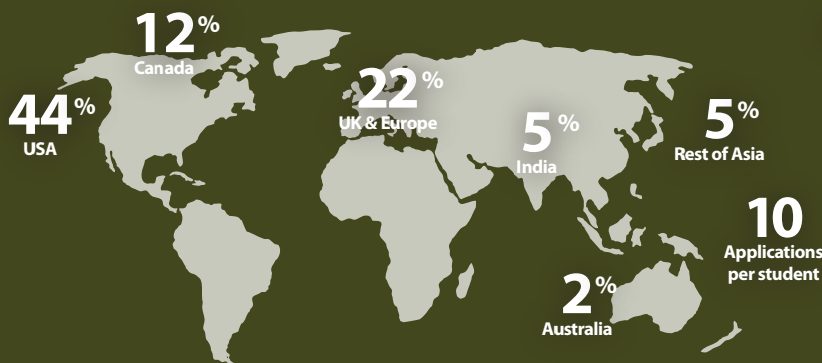 12%
Canada
44%
USA
22%
UK & Europe
5%
India
5%
Rest of Asia
10
Applications
per student
2%
Australia